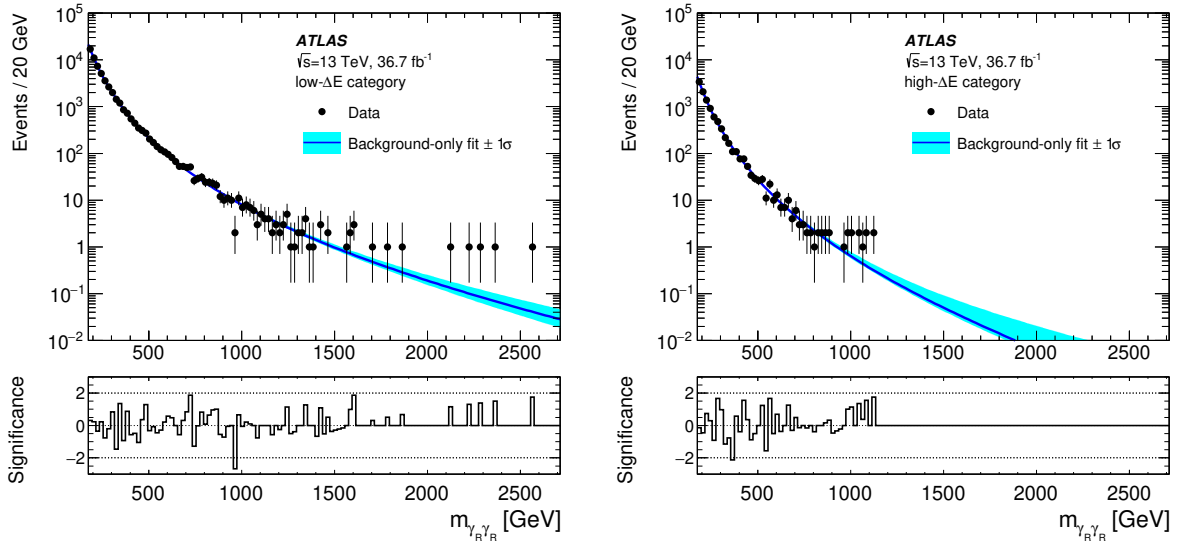 10⁵
10⁴
10³
10²
10
1
10⁻¹
10⁻²
Events / 20 GeV
ATLAS
√s=13 TeV, 36.7 fb⁻¹
low-ΔE category
Data
Background-only fit ± 1σ
500 1000 1500 2000 2500
2
0
−2
Significance
500 1000 1500 2000 2500
m_{γ_Rγ_R} [GeV]
10⁵
10⁴
10³
10²
10
1
10⁻¹
10⁻²
Events / 20 GeV
ATLAS
√s=13 TeV, 36.7 fb⁻¹
high-ΔE category
Data
Background-only fit ± 1σ
500 1000 1500 2000 2500
2
0
−2
Significance
500 1000 1500 2000 2500
m_{γ_Rγ_R} [GeV]